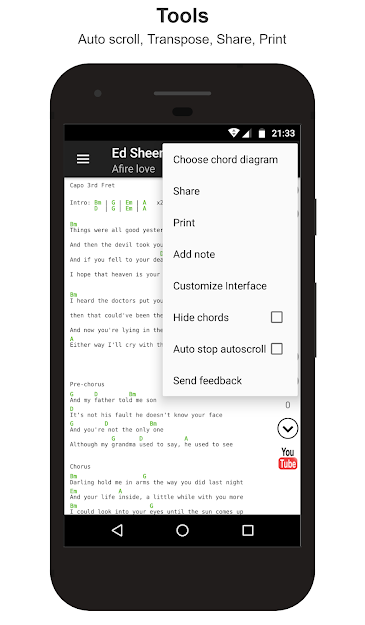 Tools
Auto scroll, Transpose, Share, Print
21:33
Ed Sheer
Afire love
Choose chord diagram
Share
Print
Add note
Customize Interface
Hide chords
Auto stop autoscroll
Send feedback
Capo 3rd Fret
Intro: Bm | G | Em | A x2
D | G | Em | A
Bm
Things were all good yester
And then the devil took you
D
And if you fell to your dea
I hope that heaven is your
Bm
I heard the doctors put you
then that could've been the
And now you're lying in the
A
Either way I'll cry with th
Pre-chorus
G D Bm
And my father told me son
D
It's not his fault he doesn't know your face
G D Bm
And you're not the only one
G D A
Although my grandma used to say, he used to see
Chorus
Bm G
Darling hold me in arms the way you did last night
Em A
And your life inside, a little while with you more
Bm G
I could look into your eyes until the sun comes up
0
You
Tube